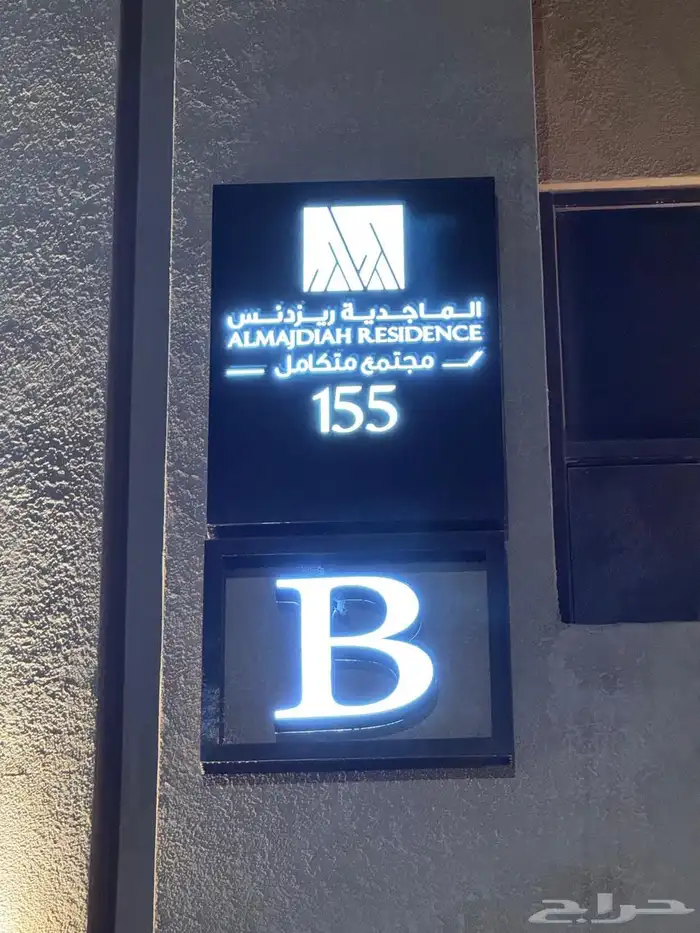 الماجدية ريزدنس
ALMAJDIAH RESIDENCE
مجتمع متكامل
155
B
حراج